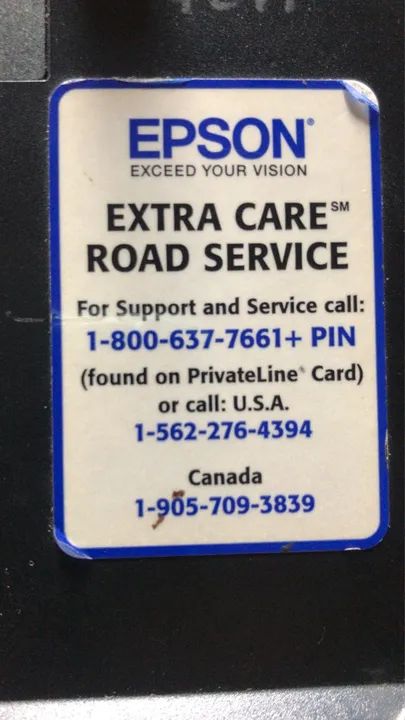 EPSON®
EXCEED YOUR VISION
EXTRA CARE℠
ROAD SERVICE
For Support and Service call:
1-800-637-7661+ PIN
(found on PrivateLine® Card)
or call: U.S.A.
1-562-276-4394
Canada
1-905-709-3839